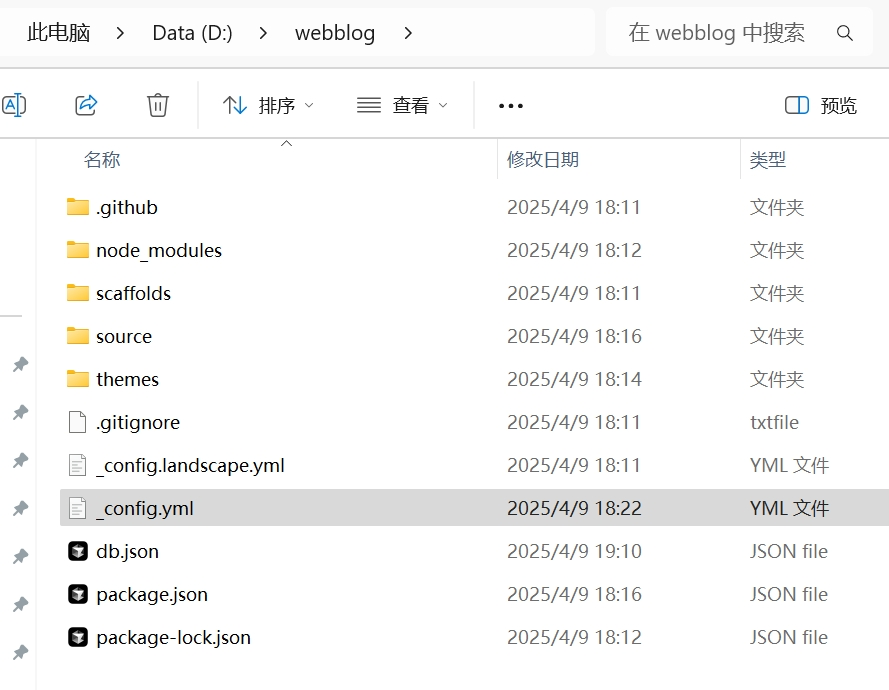 此电脑 > Data (D:) > webblog >
在 webblog 中搜索
A 排序 查看 ••• 预览
名称 修改日期 类型
.github 2025/4/9 18:11 文件夹
node_modules 2025/4/9 18:12 文件夹
scaffolds 2025/4/9 18:11 文件夹
source 2025/4/9 18:16 文件夹
themes 2025/4/9 18:14 文件夹
.gitignore 2025/4/9 18:11 txtfile
_config.landscape.yml 2025/4/9 18:11 YML 文件
_config.yml 2025/4/9 18:22 YML 文件
db.json 2025/4/9 19:10 JSON file
package.json 2025/4/9 18:16 JSON file
package-lock.json 2025/4/9 18:12 JSON file